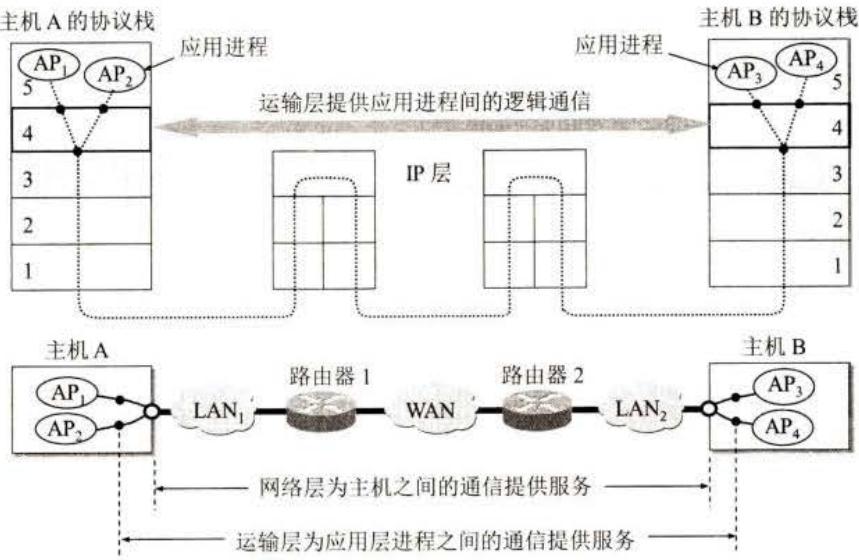 主机 A 的协议栈
主机 B 的协议栈
应用进程
应用进程
AP₁
AP₂
AP₃
AP₄
5
5
运输层提供应用进程间的逻辑通信
4
4
IP 层
3
3
2
2
1
1
主机 A
主机 B
路由器 1
路由器 2
AP₁
AP₂
LAN₁
WAN
LAN₂
AP₃
AP₄
网络层为主机之间的通信提供服务
运输层为应用层进程之间的通信提供服务